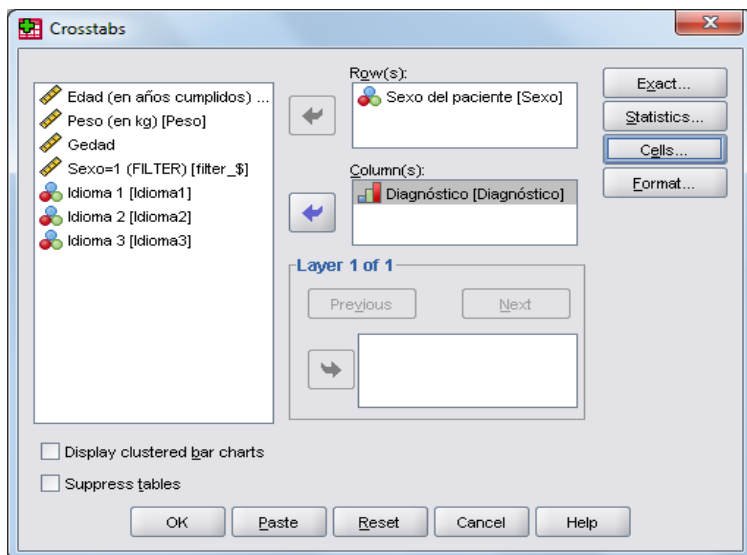 Crosstabs
Edad (en años cumplidos) ...
Peso (en kg) [Peso]
Gedad
Sexo=1 (FILTER) [filter_$]
Idioma 1 [Idioma1]
Idioma 2 [Idioma2]
Idioma 3 [Idioma3]
Row(s):
Sexo del paciente [Sexo]
Column(s):
Diagnóstico [Diagnóstico]
Layer 1 of 1
Previous
Next
Exact...
Statistics...
Cells...
Format...
Display clustered bar charts
Suppress tables
OK
Paste
Reset
Cancel
Help